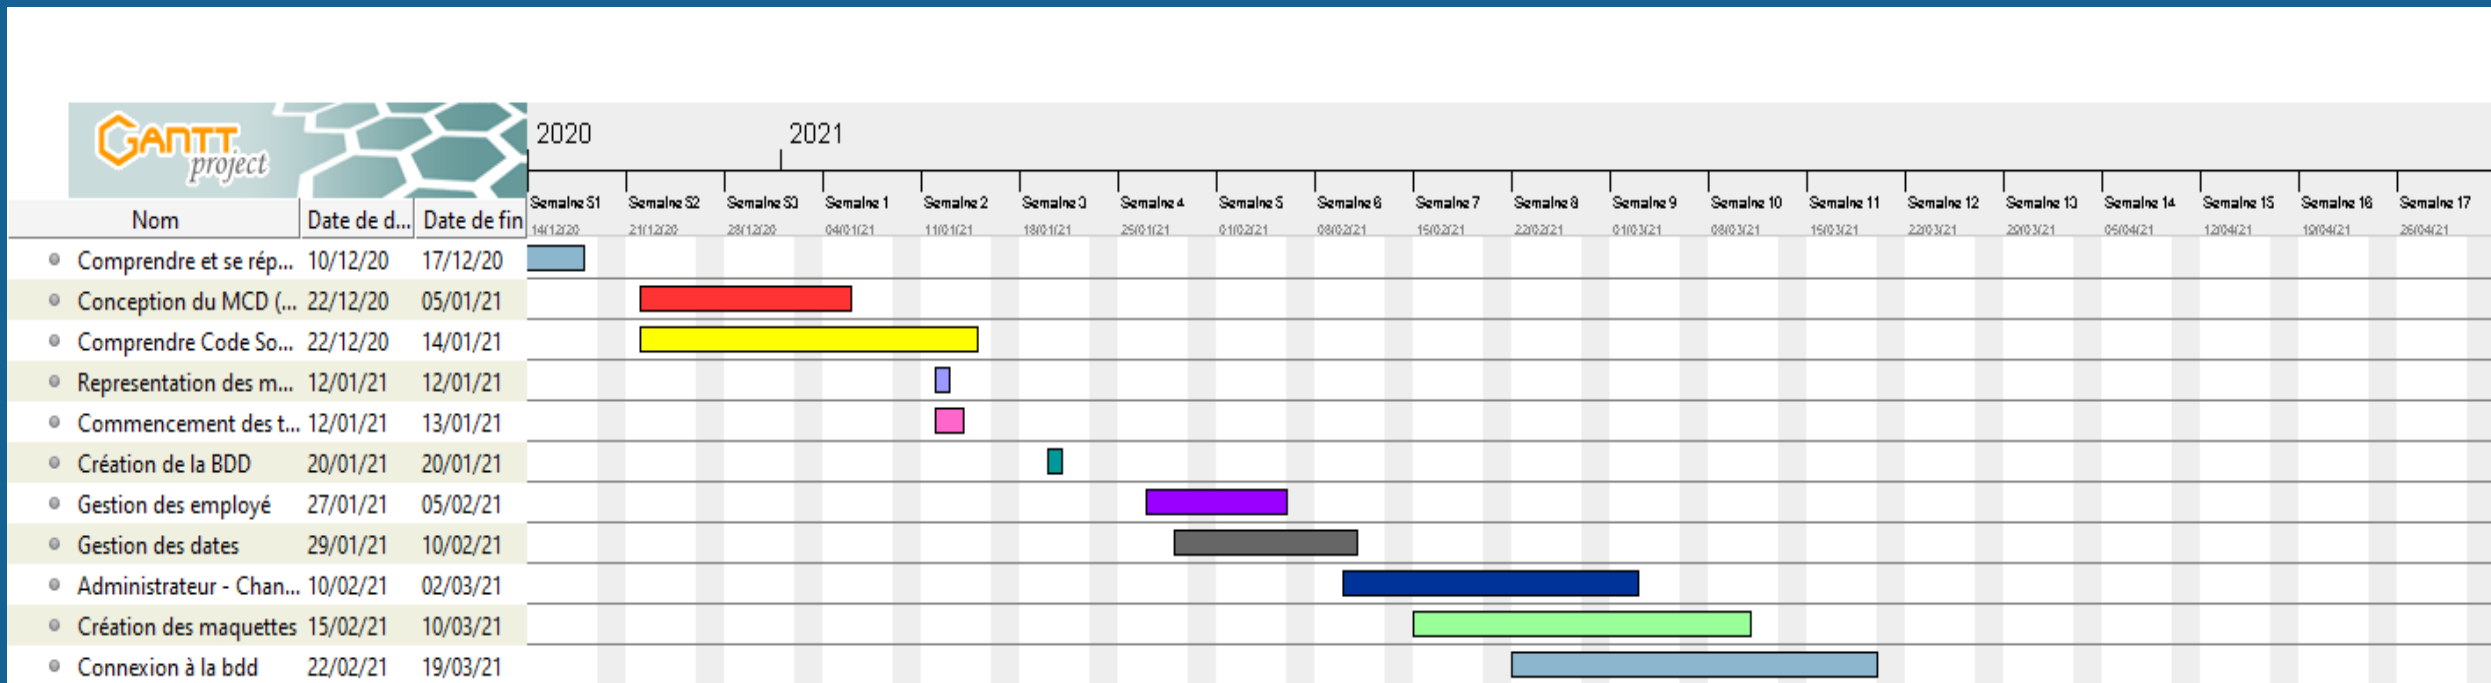 GANTT
project
2020 2021
Semaine 51 Semaine 52 Semaine 53 Semaine 1 Semaine 2 Semaine 3 Semaine 4 Semaine 5 Semaine 6 Semaine 7 Semaine 8 Semaine 9 Semaine 10 Semaine 11 Semaine 12 Semaine 13 Semaine 14 Semaine 15 Semaine 16 Semaine 17
Nom Date de d... Date de fin
14/12/20 21/12/20 28/12/20 04/01/21 11/01/21 18/01/21 25/01/21 01/02/21 08/02/21 15/02/21 22/02/21 01/03/21 08/03/21 15/03/21 22/03/21 29/03/21 05/04/21 12/04/21 19/04/21 26/04/21
Comprendre et se rép... 10/12/20 17/12/20
Conception du MCD (... 22/12/20 05/01/21
Comprendre Code So... 22/12/20 14/01/21
Representation des m... 12/01/21 12/01/21
Commencement des t... 12/01/21 13/01/21
Création de la BDD 20/01/21 20/01/21
Gestion des employé 27/01/21 05/02/21
Gestion des dates 29/01/21 10/02/21
Administrateur - Chan... 10/02/21 02/03/21
Création des maquettes 15/02/21 10/03/21
Connexion à la bdd 22/02/21 19/03/21